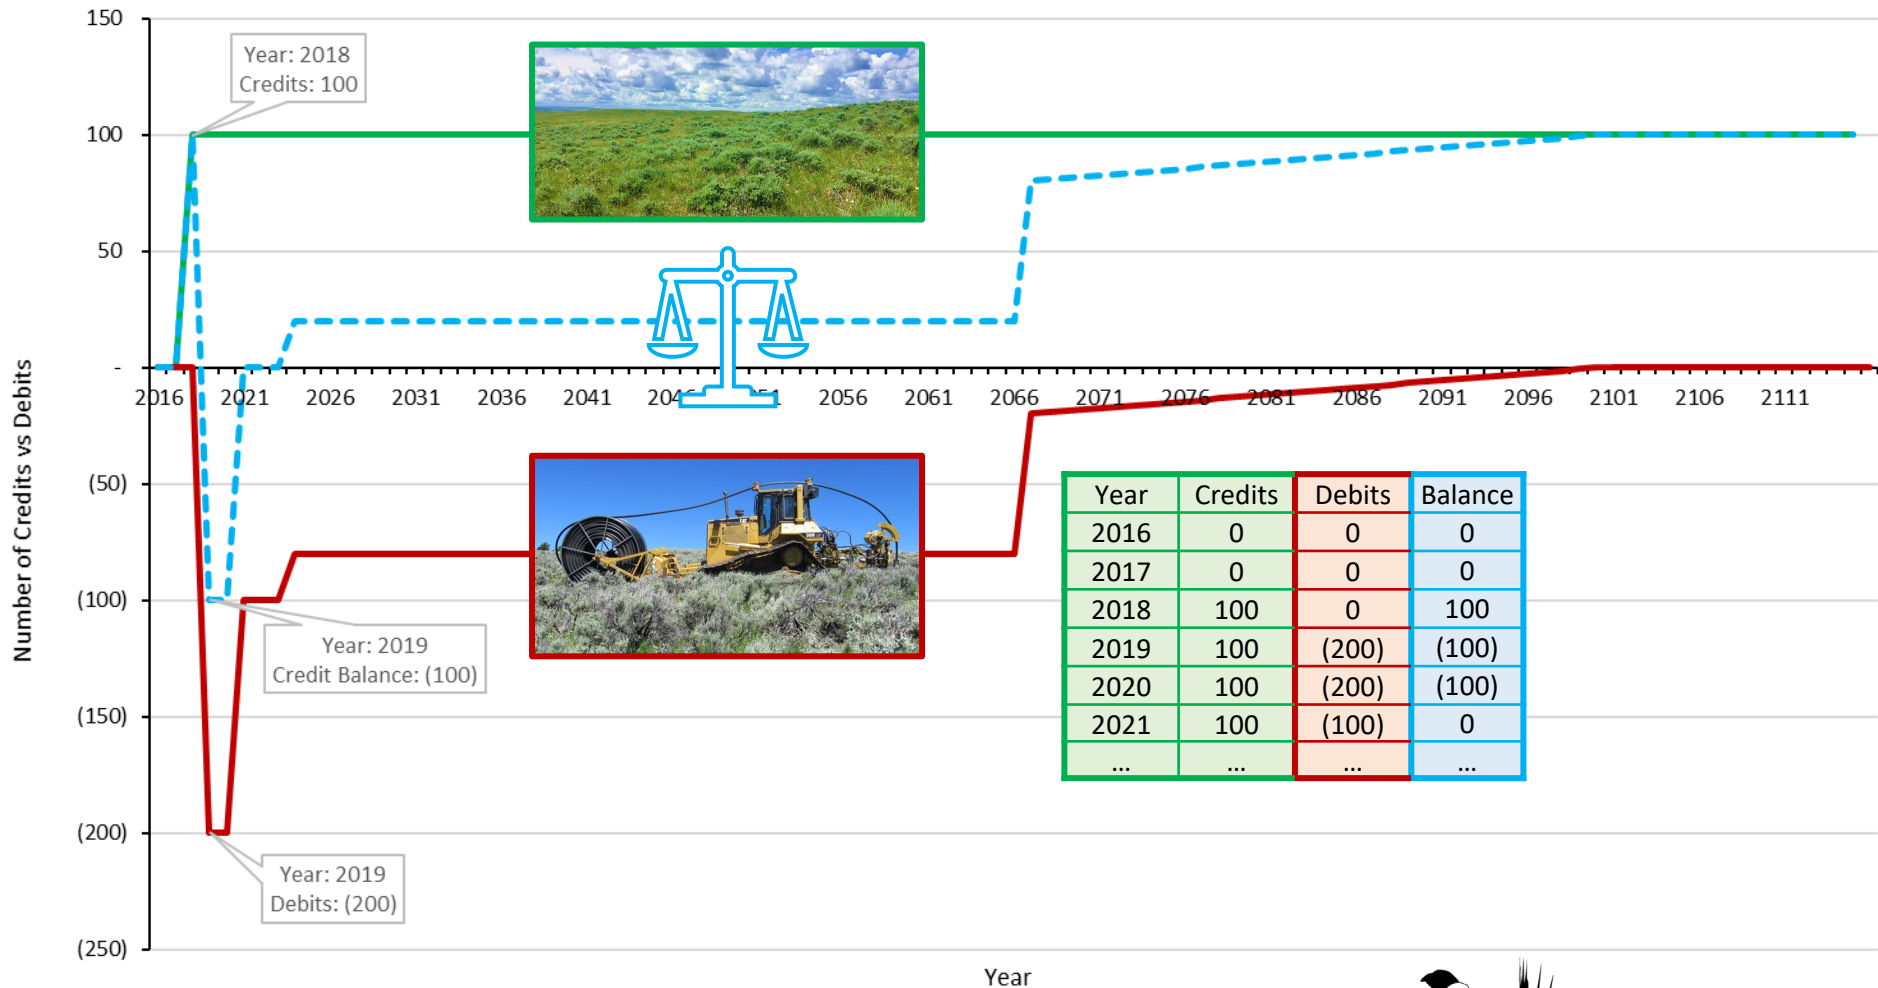 150
100
50
-
(50)
(100)
(150)
(200)
(250)
Number of Credits vs Debits
Year: 2018
Credits: 100
2016 2021 2026 2031 2036 2041 2056 2061 2066 2071 2076 2081 2086 2091 2096 2101 2106 2111
Year: 2019
Credit Balance: (100)
Year: 2019
Debits: (200)
Year Credits Debits Balance
2016 0 0 0
2017 0 0 0
2018 100 0 100
2019 100 (200) (100)
2020 100 (200) (100)
2021 100 (100) 0
... ... ... ...
Year